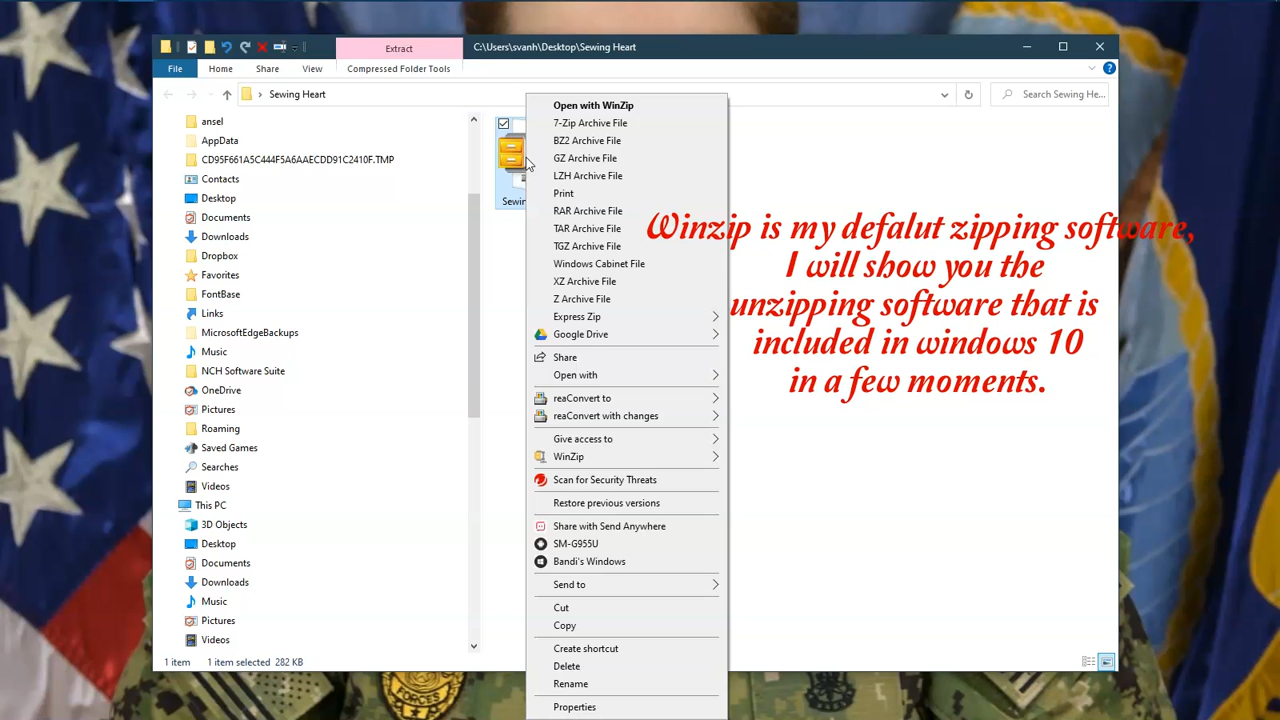 Extract
C:\Users\svanh\Desktop\Sewing Heart
File
Home
Share
View
Compressed Folder Tools
Sewing Heart
Search Sewing He...
ansel
AppData
CD95F661A5C444F5A6AAECDD91C2410F.TMP
Contacts
Desktop
Documents
Downloads
Dropbox
Favorites
FontBase
Links
MicrosoftEdgeBackups
Music
NCH Software Suite
OneDrive
Pictures
Roaming
Saved Games
Searches
Videos
This PC
3D Objects
Desktop
Documents
Downloads
Music
Pictures
Videos
1 item
1 item selected 282 KB
Sewin
Open with WinZip
7-Zip Archive File
BZ2 Archive File
GZ Archive File
LZH Archive File
Print
RAR Archive File
TAR Archive File
TGZ Archive File
Windows Cabinet File
XZ Archive File
Z Archive File
Express Zip
Google Drive
Share
Open with
reaConvert to
reaConvert with changes
Give access to
WinZip
Scan for Security Threats
Restore previous versions
Share with Send Anywhere
SM-G955U
Bandi's Windows
Send to
Cut
Copy
Create shortcut
Delete
Rename
Properties
Winzip is my defalut zipping software,
I will show you the
unzipping software that is
included in windows 10
in a few moments.